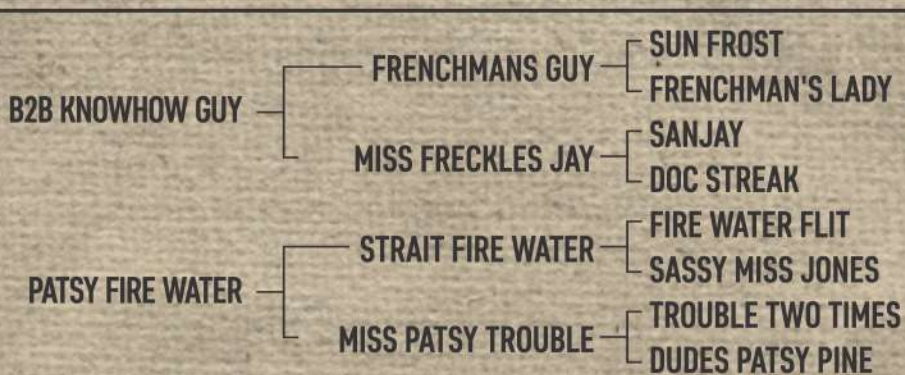 SUN FROST
FRENCHMANS GUY
FRENCHMAN'S LADY
B2B KNOWHOW GUY
SANJAY
MISS FRECKLES JAY
DOC STREAK
FIRE WATER FLIT
STRAIT FIRE WATER
SASSY MISS JONES
PATSY FIRE WATER
TROUBLE TWO TIMES
MISS PATSY TROUBLE
DUDES PATSY PINE